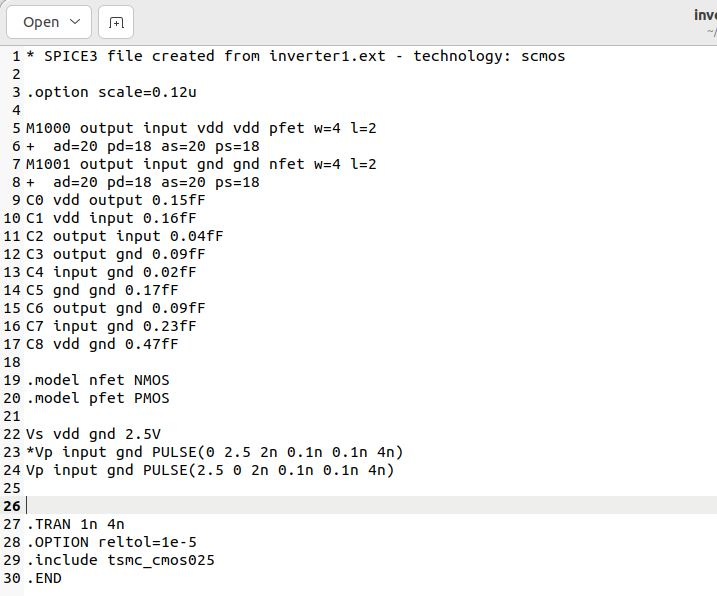 Open
inve
~/
1 * SPICE3 file created from inverter1.ext - technology: scmos
2
3 .option scale=0.12u
4
5 M1000 output input vdd vdd pfet w=4 l=2
6 +  ad=20 pd=18 as=20 ps=18
7 M1001 output input gnd gnd nfet w=4 l=2
8 +  ad=20 pd=18 as=20 ps=18
9 C0 vdd output 0.15fF
10 C1 vdd input 0.16fF
11 C2 output input 0.04fF
12 C3 output gnd 0.09fF
13 C4 input gnd 0.02fF
14 C5 gnd gnd 0.17fF
15 C6 output gnd 0.09fF
16 C7 input gnd 0.23fF
17 C8 vdd gnd 0.47fF
18
19 .model nfet NMOS
20 .model pfet PMOS
21
22 Vs vdd gnd 2.5V
23 *Vp input gnd PULSE(0 2.5 2n 0.1n 0.1n 4n)
24 Vp input gnd PULSE(2.5 0 2n 0.1n 0.1n 4n)
25
26
27 .TRAN 1n 4n
28 .OPTION reltol=1e-5
29 .include tsmc_cmos025
30 .END